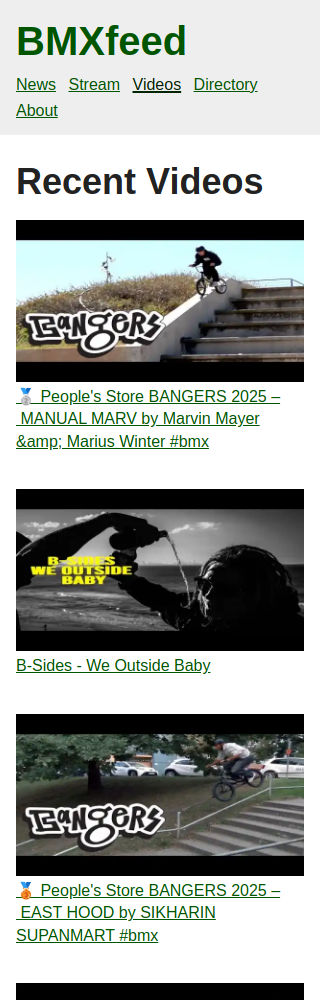 BMXfeed
News Stream Videos Directory
About
Recent Videos
Bangers
🥈 People's Store BANGERS 2025 –
MANUAL MARV by Marvin Mayer
&amp; Marius Winter #bmx
B-SIDES
WE OUTSIDE
BABY
B-Sides - We Outside Baby
Bangers
🥉 People's Store BANGERS 2025 –
EAST HOOD by SIKHARIN
SUPANMART #bmx